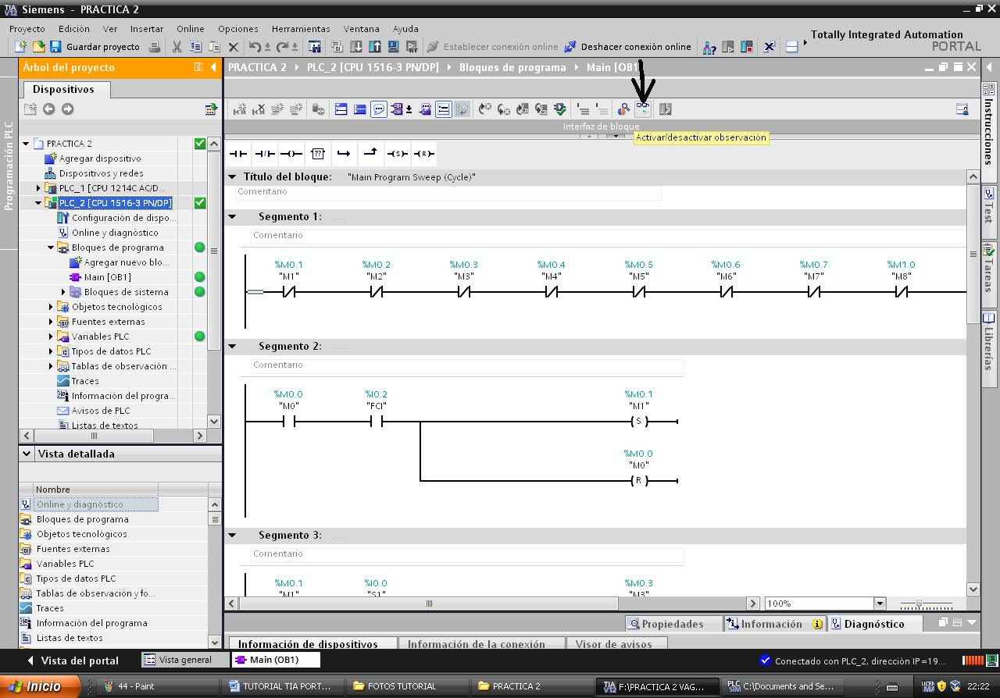 Siemens - PRACTICA 2
Proyecto Edición Ver Insertar Online Opciones Herramientas Ventana Ayuda
Totally Integrated Automation
PORTAL
Guardar proyecto Establecer conexión online Deshacer conexión online
Árbol del proyecto
PRACTICA 2 PLC_2 [CPU 1516-3 PN/DP] Bloques de programa Main [OB1
Dispositivos
Programación PLC
Interfaz de bloque
Activar/desactivar observación
PRACTICA 2
Agregar dispositivo
Dispositivos y redes
PLC_1 [CPU 1214C AC/D...
PLC_2 [CPU 1516-3 PN/DP]
Configuración de dispo...
Online y diagnóstico
Bloques de programa
Agregar nuevo blo...
Main [OB1]
Bloques de sistema
Objetos tecnológicos
Fuentes externas
Variables PLC
Tipos de datos PLC
Tablas de observación ...
Traces
Información del progra...
Avisos de PLC
Listas de textos
Vista detallada
Nombre
Online y diagnóstico
Bloques de programa
Objetos tecnológicos
Fuentes externas
Variables PLC
Tipos de datos PLC
Tablas de observación y fo...
Traces
Información del programa
Listas de textos
Título del bloque: "Main Program Sweep (Cycle)"
Comentario
Segmento 1: .....
Comentario
%M0.1 %M0.2 %M0.3 %M0.4 %M0.5 %M0.6 %M0.7 %M1.0
"M1" "M2" "M3" "M4" "M5" "M6" "M7" "M8"
Segmento 2: .....
Comentario
%M0.0 %I0.2 %M0.1
"M0" "FCI" "M1"
S
%M0.0
"M0"
R
Segmento 3: .....
Comentario
%M0.1 %I0.0 %M0.3
"M1" "S1" "M3"
100%
Instrucciones
Test
Tareas
Librerías
Propiedades Información Diagnóstico
Información de dispositivos Información de la conexión Visor de avisos
Vista del portal Vista general Main (OB1) Conectado con PLC_2, dirección IP=19...
Inicio 44 - Paint TUTORIAL TIA PORT... FOTOS TUTORIAL PRACTICA 2 F:\PRACTICA 2 VAG... C:\Documents and Se... 22:22